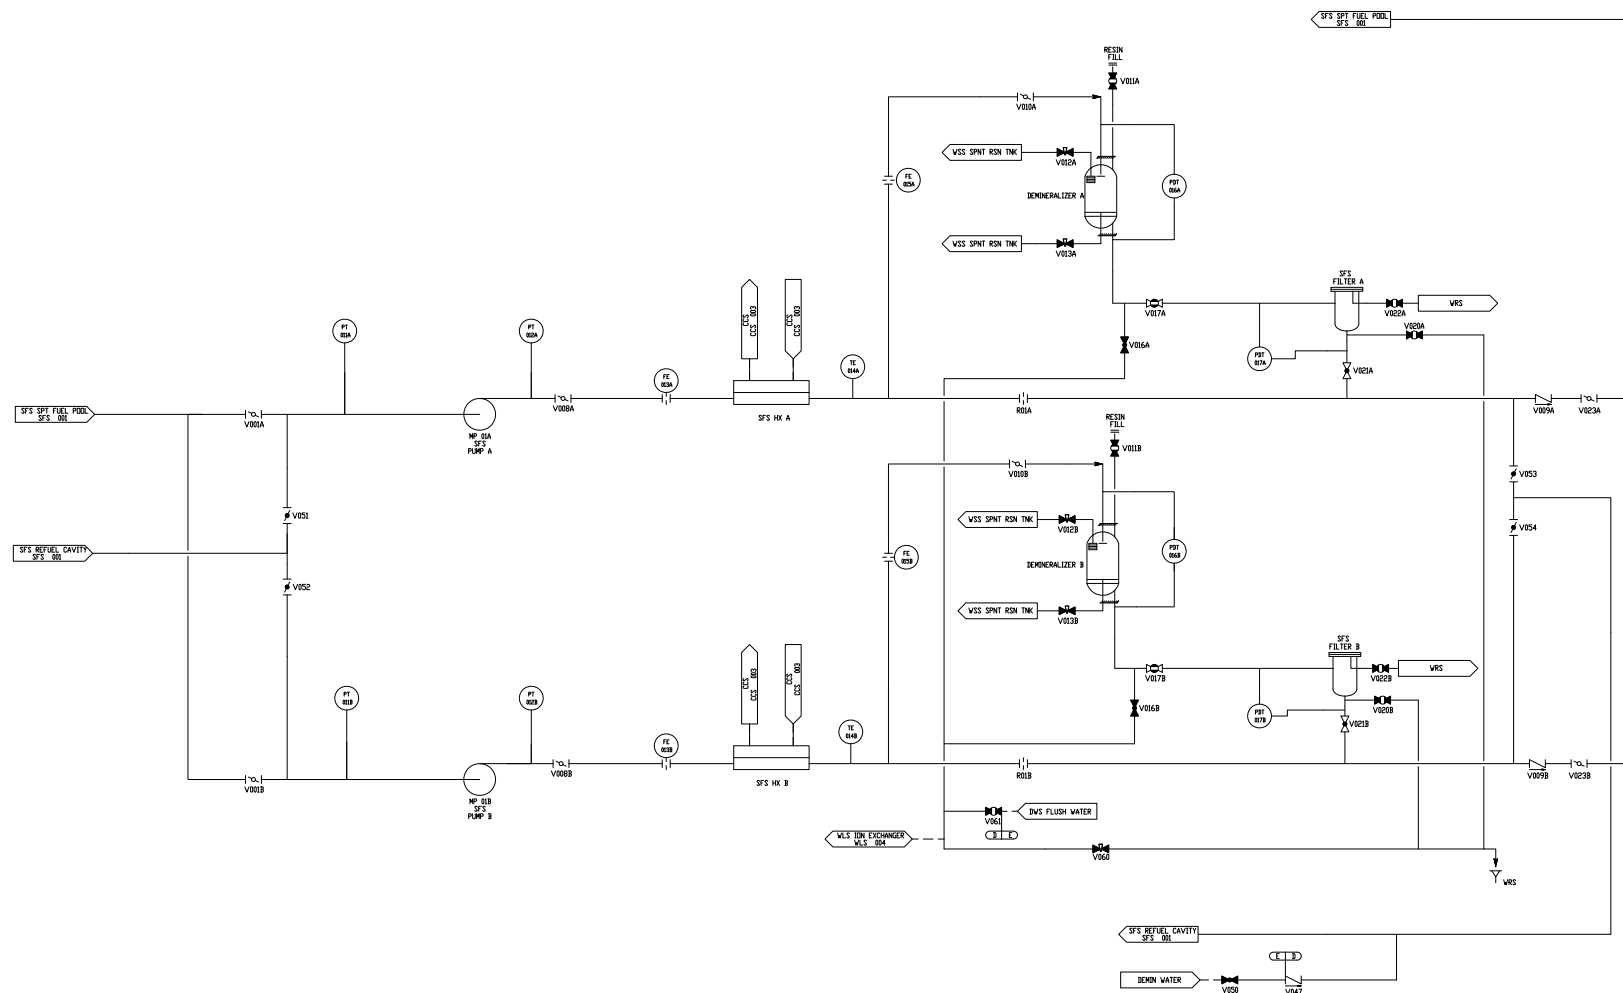 SFS SPT FUEL POOL
SFS 001
RESIN
FILL
V011A
V010A
WSS SPNT RSN TNK
V012A
FE
015A
PDT
016A
DEMINERALIZER A
WSS SPNT RSN TNK
V013A
SFS
FILTER A
CCS
CCS 003
CCS
CCS 003
V017A
V022A
WRS
PT
011A
PT
012A
V020A
V016A
PDT
017A
TE
014A
V021A
FE
013A
SFS SPT FUEL POOL
SFS 001
V001A
V008A
SFS HX A
R01A
V009A
V023A
MP 01A
SFS
PUMP A
RESIN
FILL
V011B
V010B
V053
V051
WSS SPNT RSN TNK
V012B
V054
SFS REFUEL CAVITY
SFS 001
FE
015B
PDT
016B
DEMINERALIZER B
V052
WSS SPNT RSN TNK
V013B
SFS
FILTER B
CCS
CCS 003
CCS
CCS 003
V017B
V022B
WRS
PT
011B
PT
012B
V016B
V020B
PDT
017B
V021B
TE
014B
FE
013B
V001B
V008B
SFS HX B
R01B
V009B
V023B
MP 01B
SFS
PUMP B
V061
DWS FLUSH WATER
D E
WLS ION EXCHANGER
WLS 004
V060
WRS
SFS REFUEL CAVITY
SFS 001
E D
DEMIN WATER
V050
V047